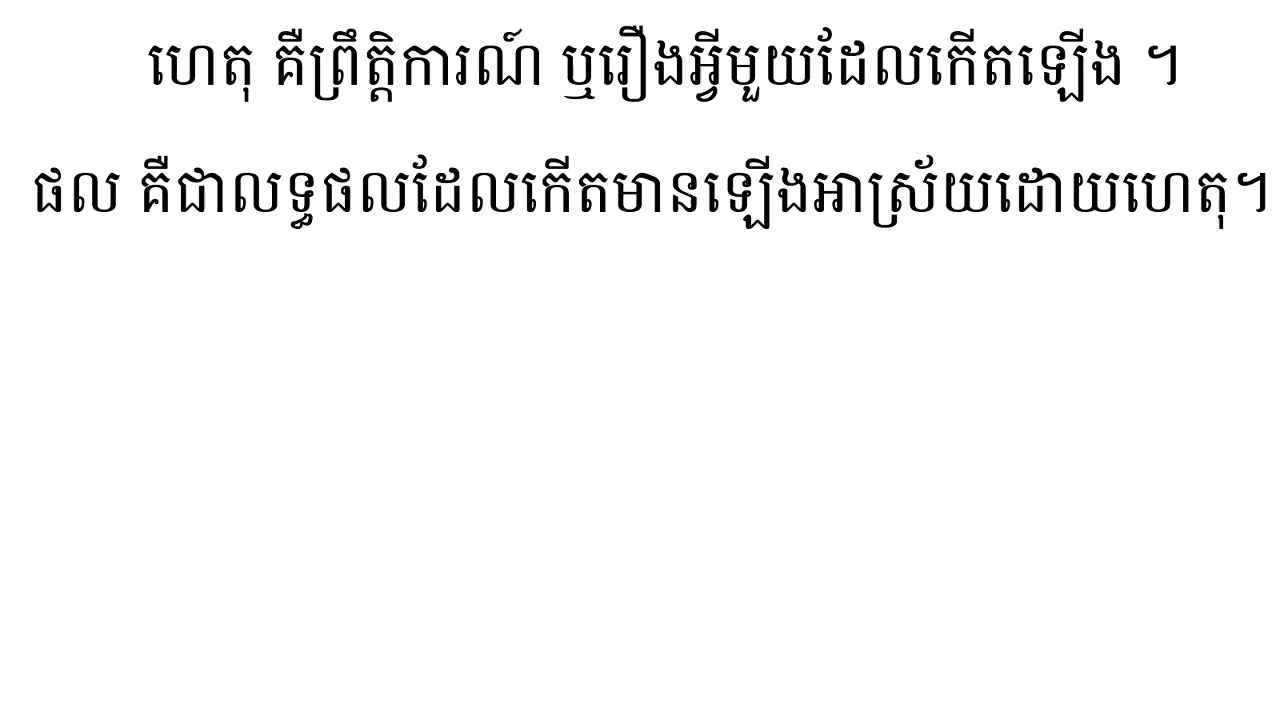 ហេតុ គឺព្រឹត្តិការណ៍ ឬរឿងអ្វីមួយដែលកើតឡើង ។
ផល គឺជាលទ្ធផលដែលកើតមានឡើងអាស្រ័យដោយហេតុ។